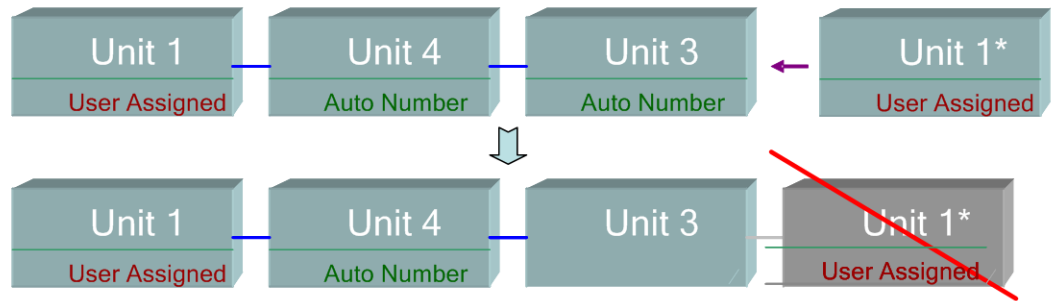 Unit 1
User Assigned
Unit 4
Auto Number
Unit 3
Auto Number
Unit 1*
User Assigned
Unit 1
User Assigned
Unit 4
Auto Number
Unit 3
Unit 1*
User Assigned